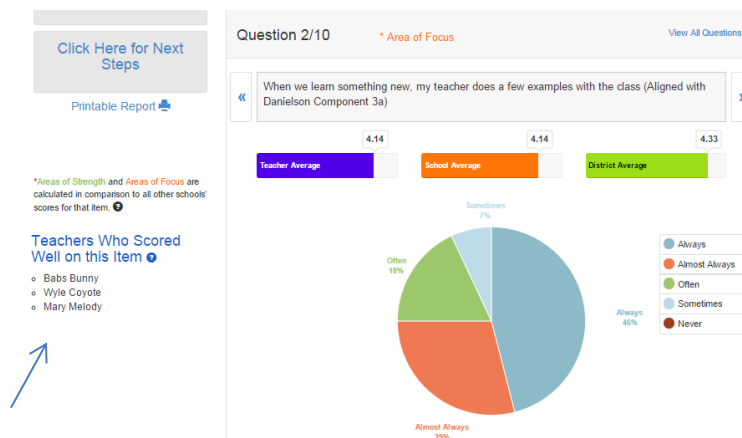 Click Here for Next
Steps
Printable Report
*Areas of Strength and Areas of Focus are
calculated in comparison to all other schools'
scores for that item. ?
Teachers Who Scored
Well on this Item ?
Babs Bunny
Wyle Coyote
Mary Melody
Question 2/10
* Area of Focus
View All Questions
«
When we learn something new, my teacher does a few examples with the class (Aligned with
Danielson Component 3a)
»
4.14
4.14
4.33
Teacher Average
School Average
District Average
Sometimes
7%
Often
18%
Always
46%
Almost Always
29%
Always
Almost Always
Often
Sometimes
Never